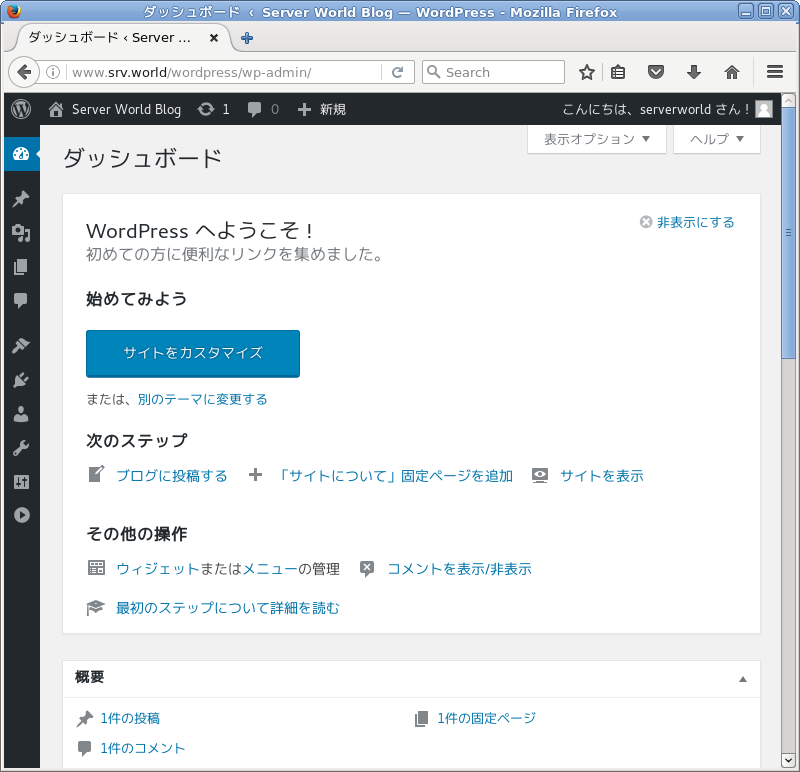 ダッシュボード ‹ Server World Blog — WordPress - Mozilla Firefox
ダッシュボード ‹ Server ...
www.srv.world/wordpress/wp-admin/
Search
Server World Blog 1 0 新規 こんにちは、serverworld さん！
表示オプション ヘルプ
ダッシュボード
非表示にする
WordPress へようこそ！
初めての方に便利なリンクを集めました。
始めてみよう
サイトをカスタマイズ
または、別のテーマに変更する
次のステップ
ブログに投稿する 「サイトについて」固定ページを追加 サイトを表示
その他の操作
ウィジェットまたはメニューの管理 コメントを表示/非表示
最初のステップについて詳細を読む
概要
1件の投稿 1件の固定ページ
1件のコメント